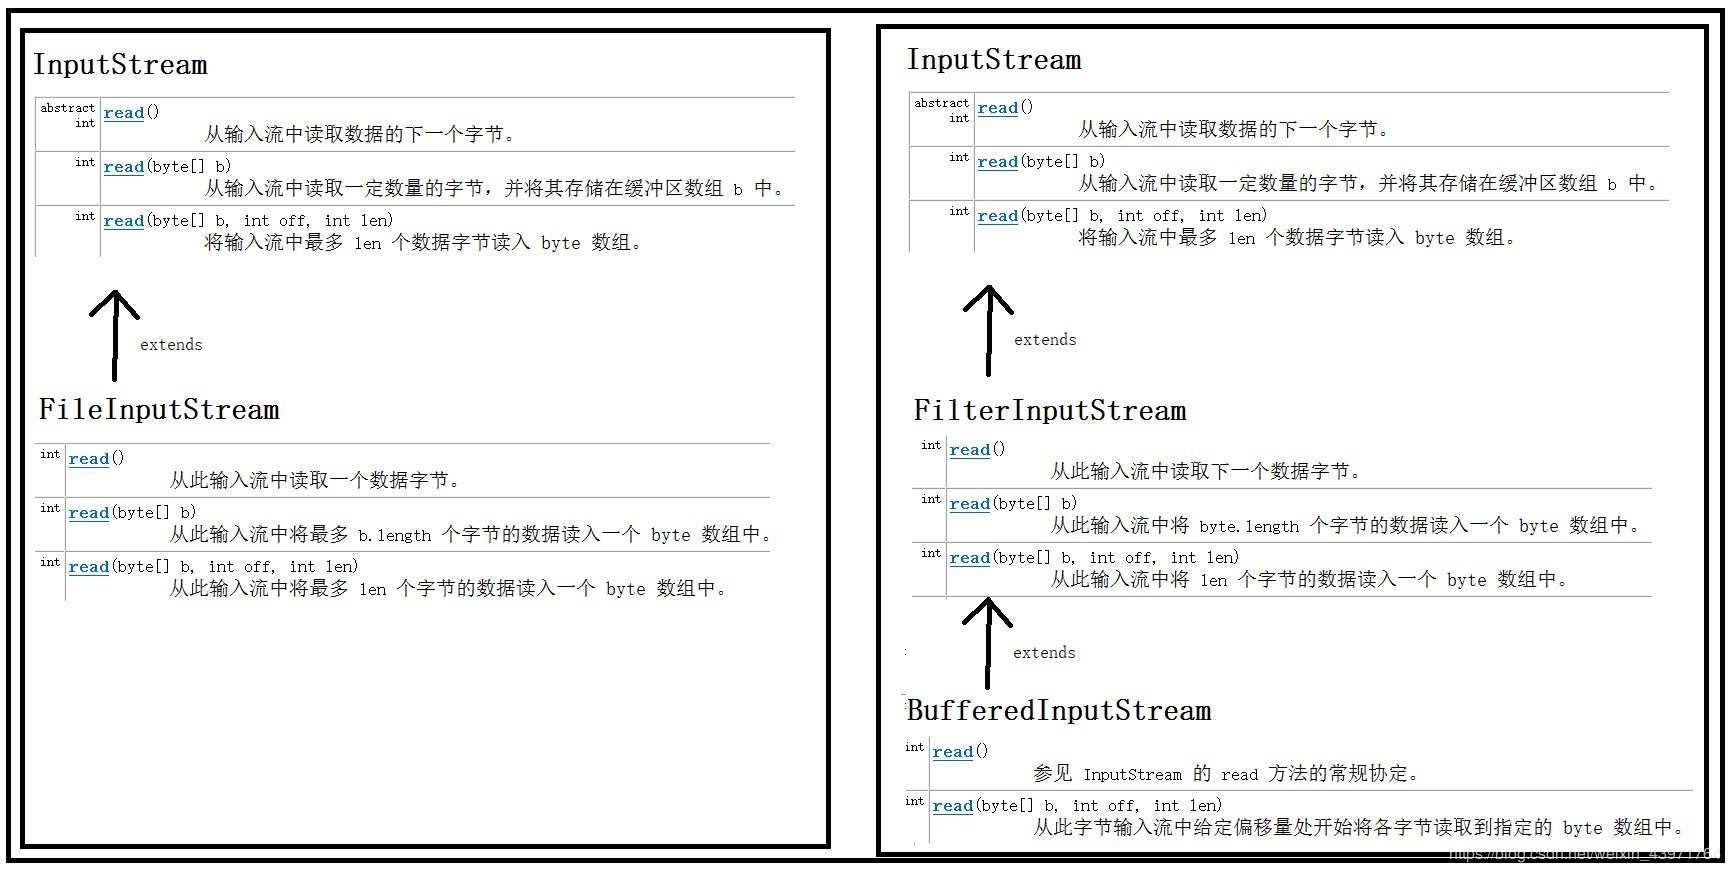 InputStream
abstract int read()
从输入流中读取数据的下一个字节。
int read(byte[] b)
从输入流中读取一定数量的字节，并将其存储在缓冲区数组 b 中。
int read(byte[] b, int off, int len)
将输入流中最多 len 个数据字节读入 byte 数组。
extends
FileInputStream
int read()
从此输入流中读取一个数据字节。
int read(byte[] b)
从此输入流中将最多 b.length 个字节的数据读入一个 byte 数组中。
int read(byte[] b, int off, int len)
从此输入流中将最多 len 个字节的数据读入一个 byte 数组中。
InputStream
abstract int read()
从输入流中读取数据的下一个字节。
int read(byte[] b)
从输入流中读取一定数量的字节，并将其存储在缓冲区数组 b 中。
int read(byte[] b, int off, int len)
将输入流中最多 len 个数据字节读入 byte 数组。
extends
FilterInputStream
int read()
从此输入流中读取下一个数据字节。
int read(byte[] b)
从此输入流中将 byte.length 个字节的数据读入一个 byte 数组中。
int read(byte[] b, int off, int len)
从此输入流中将 len 个字节的数据读入一个 byte 数组中。
extends
BufferedInputStream
int read()
参见 InputStream 的 read 方法的常规协定。
int read(byte[] b, int off, int len)
从此字节输入流中给定偏移量处开始将各字节读取到指定的 byte 数组中。
https://blog.csdn.net/weixin_43971764